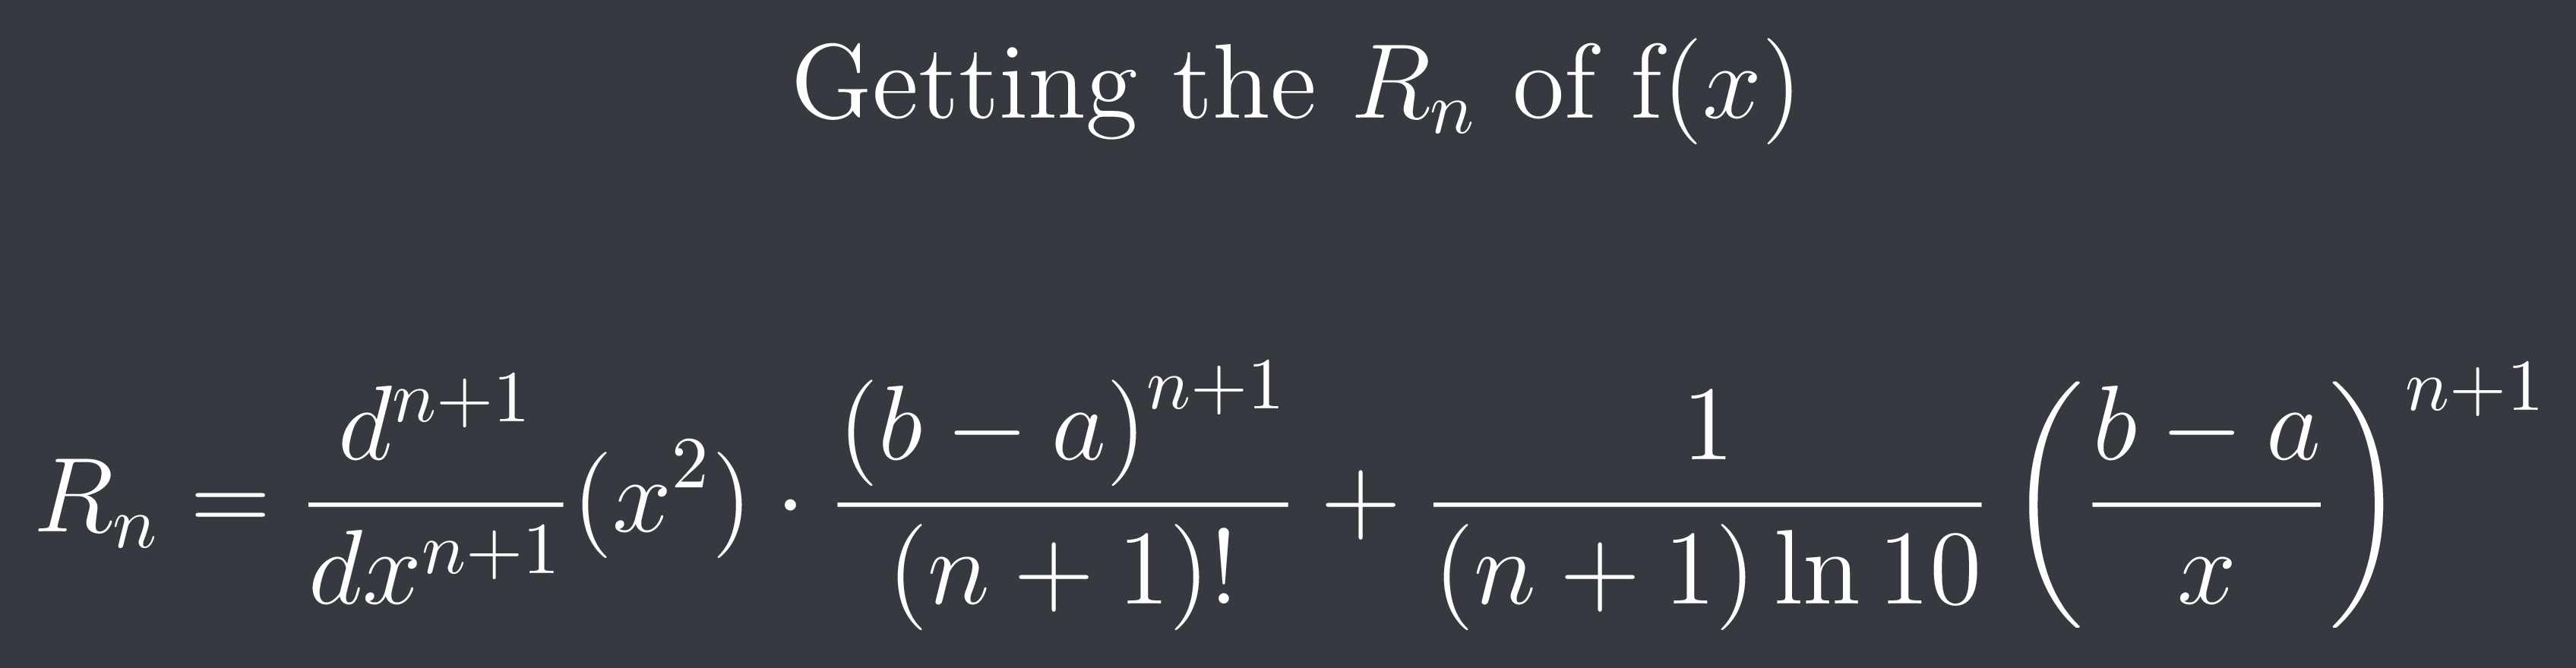 Getting the $R_n$ of f$(x)$
$R_n = \frac{d^{n+1}}{dx^{n+1}}(x^2) \cdot \frac{(b-a)^{n+1}}{(n+1)!} + \frac{1}{(n+1)\ln 10}\left(\frac{b-a}{x}\right)^{n+1}$